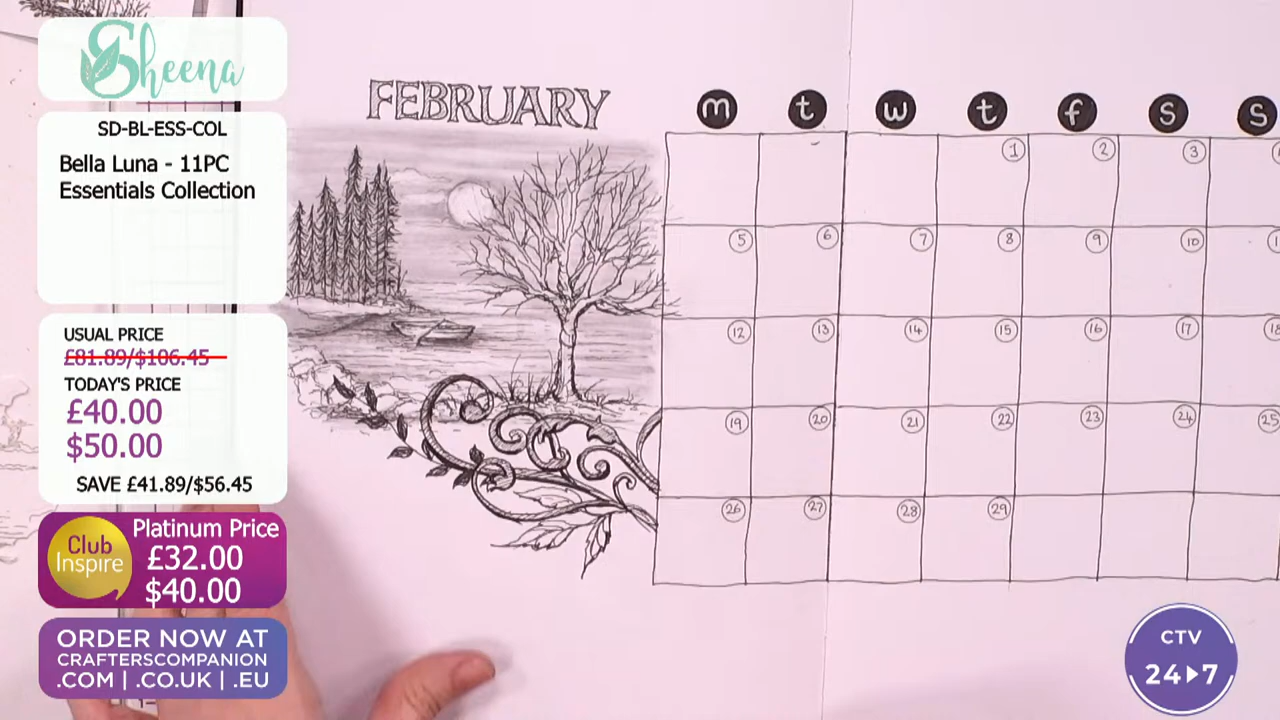 Sheena
SD-BL-ESS-COL
Bella Luna - 11PC
Essentials Collection
USUAL PRICE
£81.89/$106.45
TODAY'S PRICE
£40.00
$50.00
SAVE £41.89/$56.45
Club
Inspire
Platinum Price
£32.00
$40.00
ORDER NOW AT
CRAFTERSCOMPANION
.COM | .CO.UK | .EU
FEBRUARY
m t w t f s s
1 2 3
5 6 7 8 9 10
12 13 14 15 16 17
19 20 21 22 23 24 25
26 27 28 29
CTV
24 7